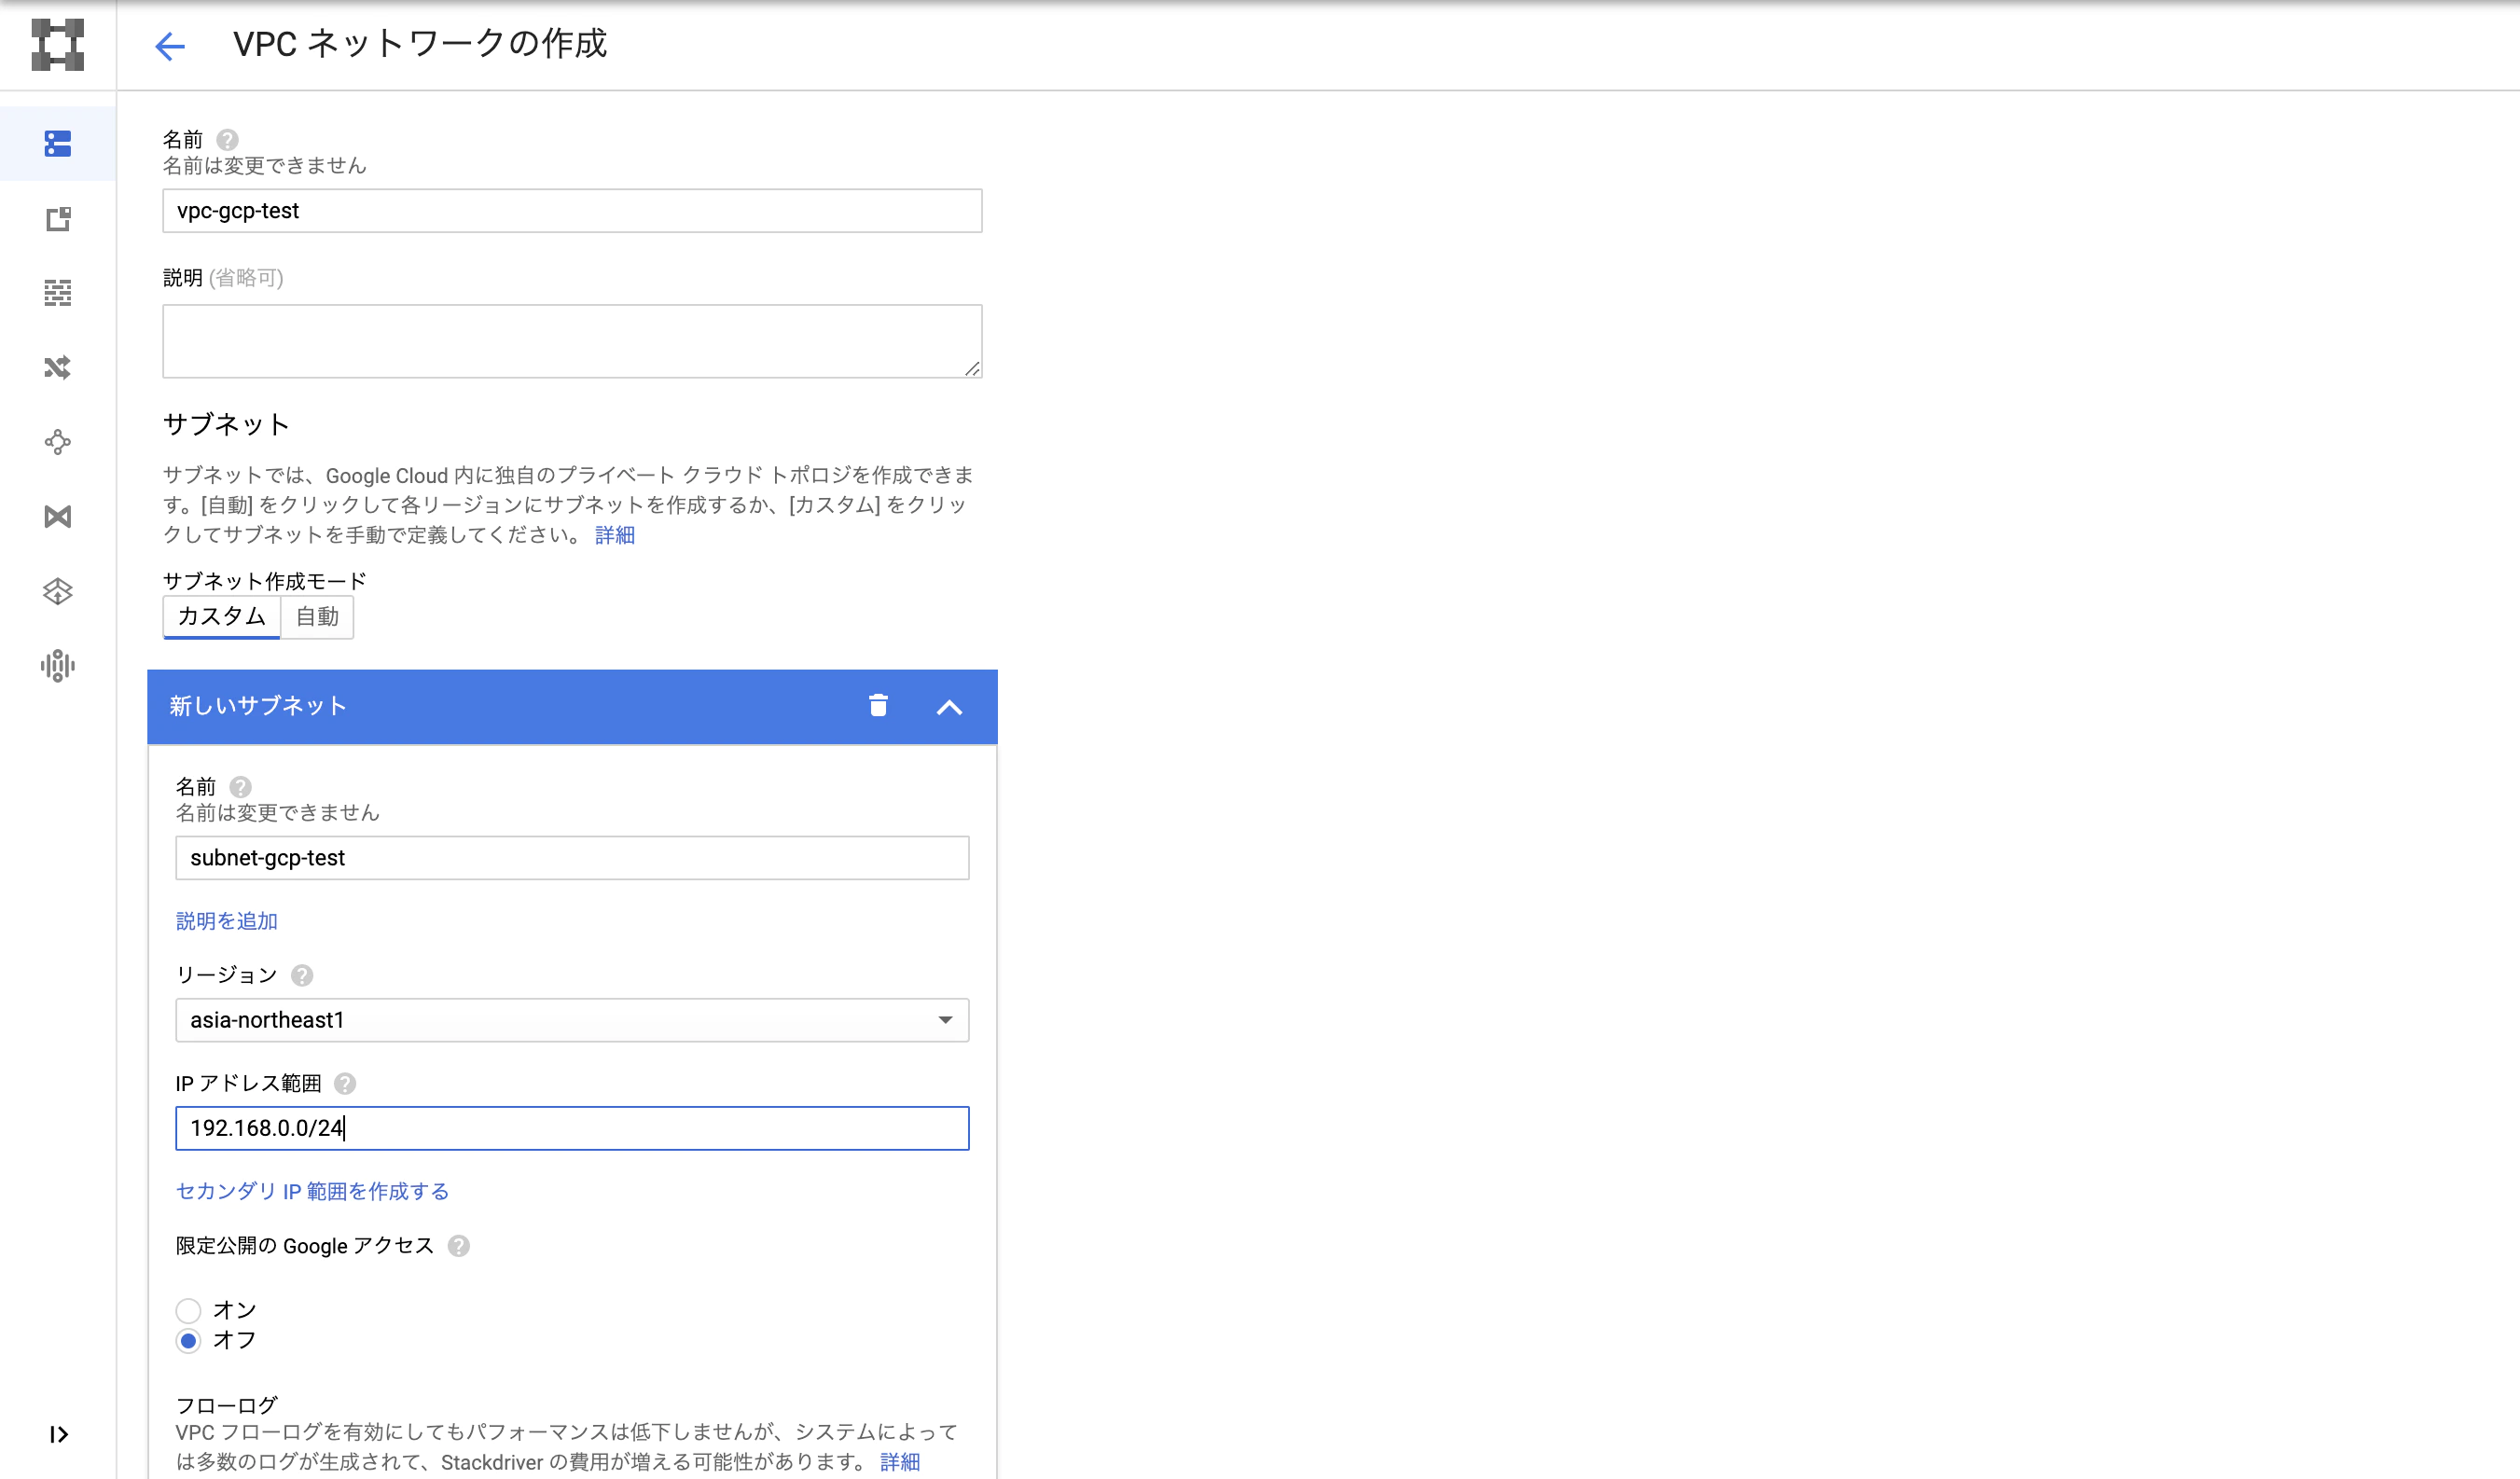 VPC ネットワークの作成
名前
名前は変更できません
vpc-gcp-test
説明 (省略可)
サブネット
サブネットでは、Google Cloud 内に独自のプライベート クラウド トポロジを作成できま
す。[自動] をクリックして各リージョンにサブネットを作成するか、[カスタム] をクリッ
クしてサブネットを手動で定義してください。 詳細
サブネット作成モード
カスタム 自動
新しいサブネット
名前
名前は変更できません
subnet-gcp-test
説明を追加
リージョン
asia-northeast1
IP アドレス範囲
192.168.0.0/24
セカンダリ IP 範囲を作成する
限定公開の Google アクセス
オン
オフ
フローログ
VPC フローログを有効にしてもパフォーマンスは低下しませんが、システムによって
は多数のログが生成されて、Stackdriver の費用が増える可能性があります。 詳細